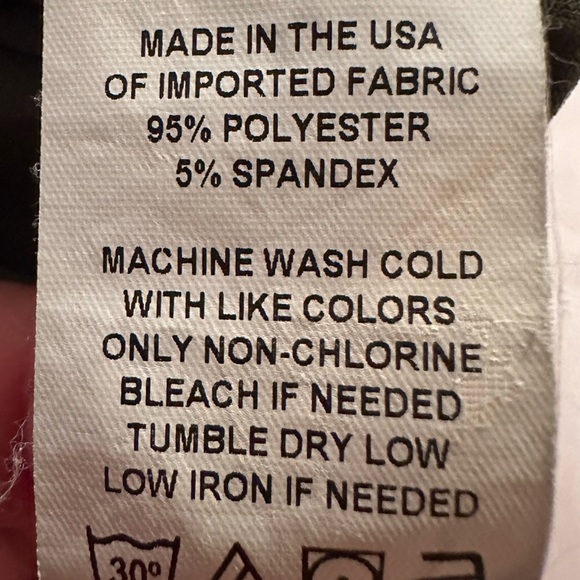 MADE IN THE USA
OF IMPORTED FABRIC
95% POLYESTER
5% SPANDEX
MACHINE WASH COLD
WITH LIKE COLORS
ONLY NON-CHLORINE
BLEACH IF NEEDED
TUMBLE DRY LOW
LOW IRON IF NEEDED
30º